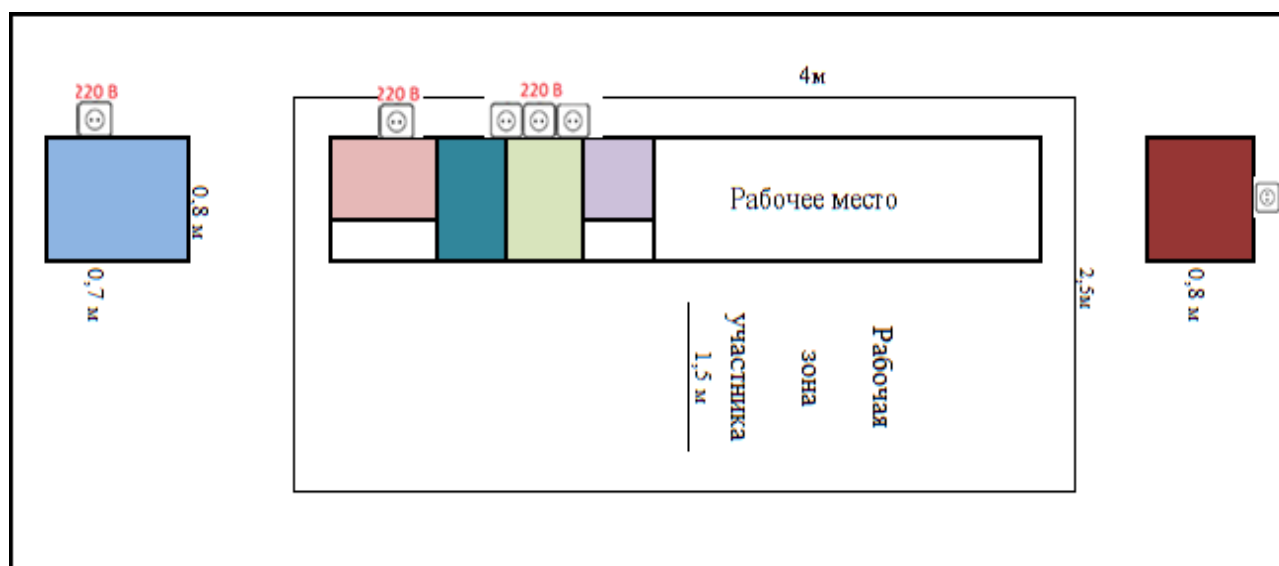 4м
220 В
220 В
220 В
0,8 м
0,7 м
Рабочее место
2,5м
0,8 м
Рабочая
зона
участника
1,5 м